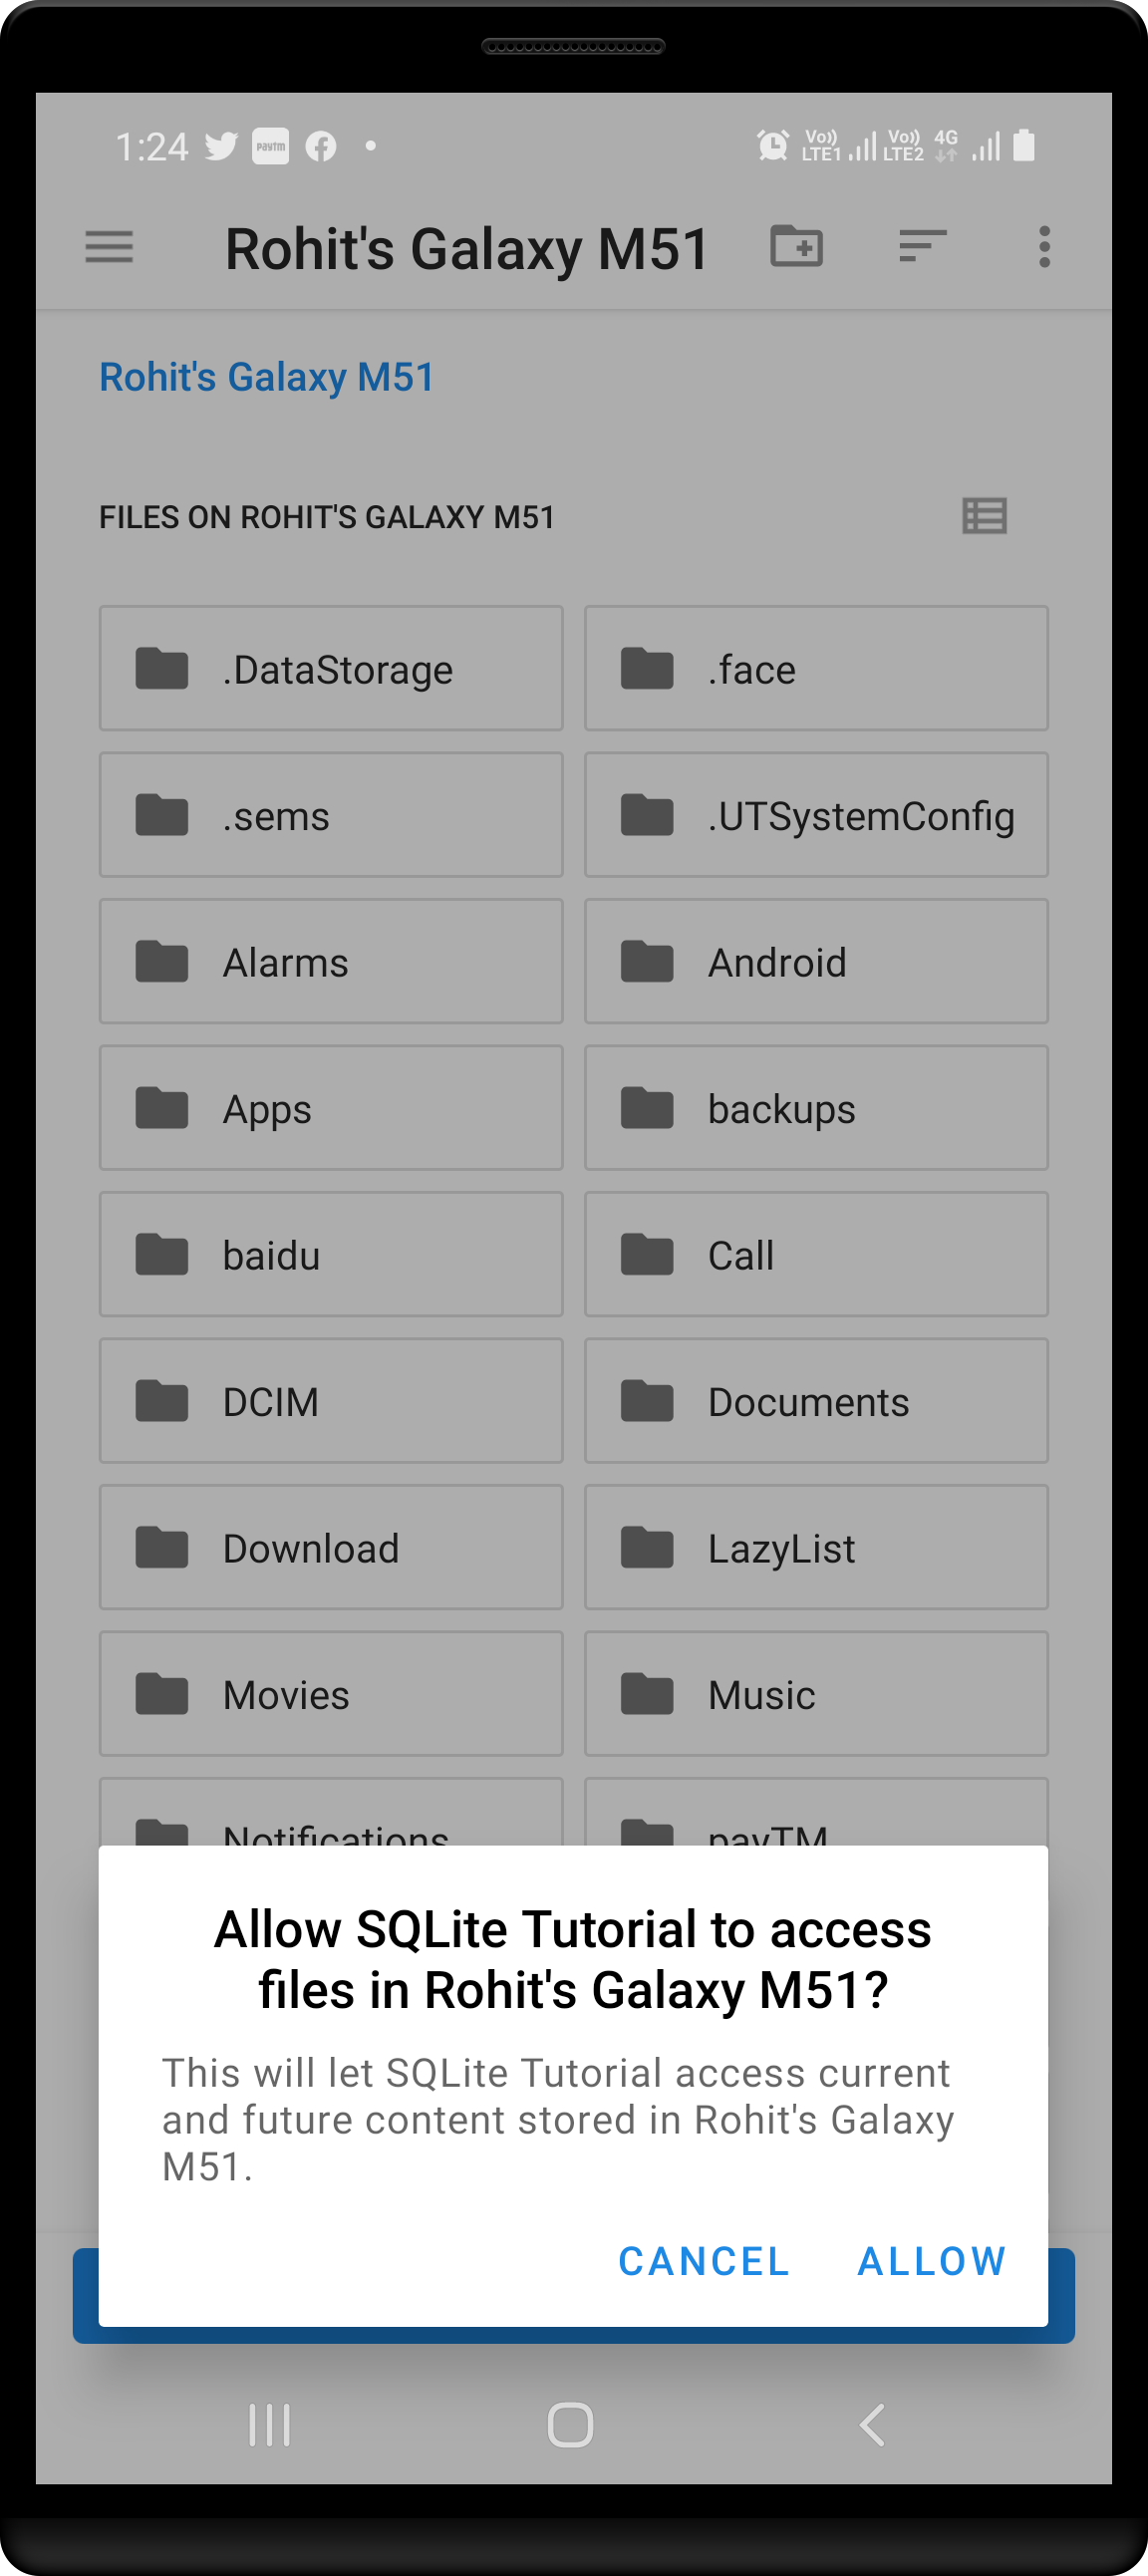 1:24 paytm Vo)) LTE1 Vo)) LTE2 4G
Rohit's Galaxy M51
Rohit's Galaxy M51
FILES ON ROHIT'S GALAXY M51
.DataStorage .face
.sems .UTSystemConfig
Alarms Android
Apps backups
baidu Call
DCIM Documents
Download LazyList
Movies Music
Notifications payTM
Allow SQLite Tutorial to access
files in Rohit's Galaxy M51?
This will let SQLite Tutorial access current
and future content stored in Rohit's Galaxy
M51.
CANCEL ALLOW